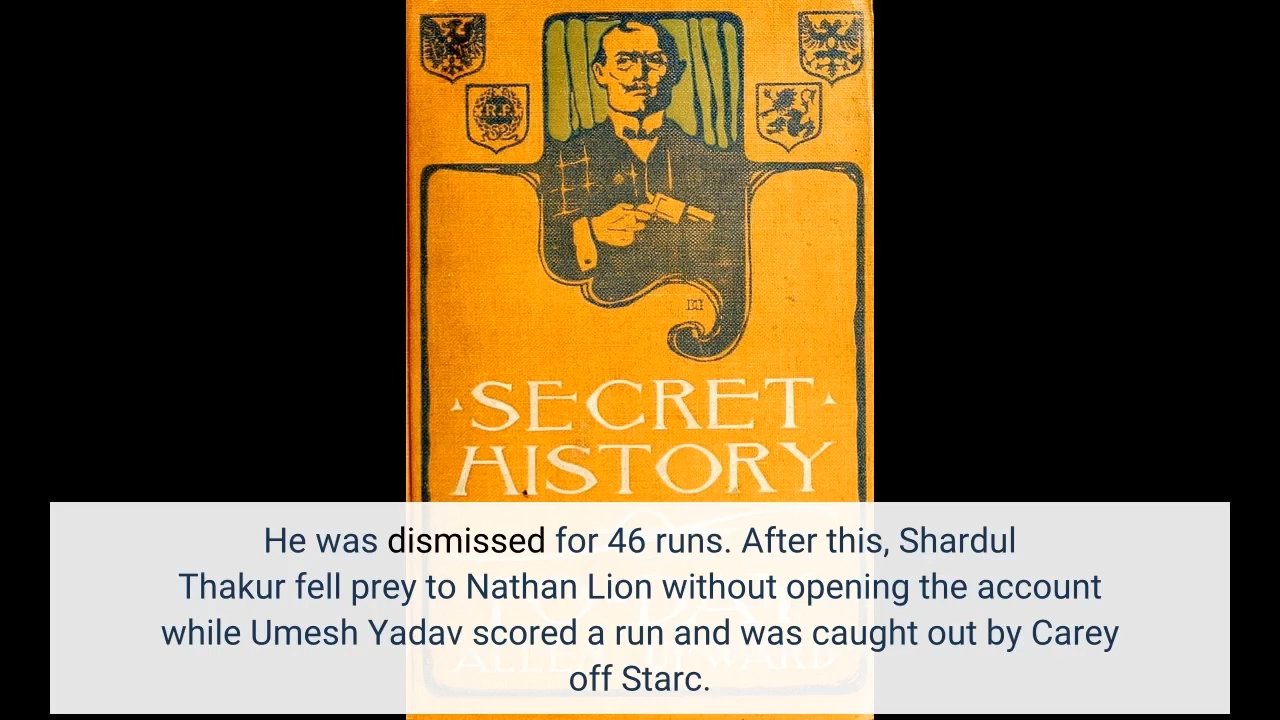 R.F.
·SECRET·
HISTORY
He was dismissed for 46 runs. After this, Shardul
Thakur fell prey to Nathan Lion without opening the account
while Umesh Yadav scored a run and was caught out by Carey
off Starc.